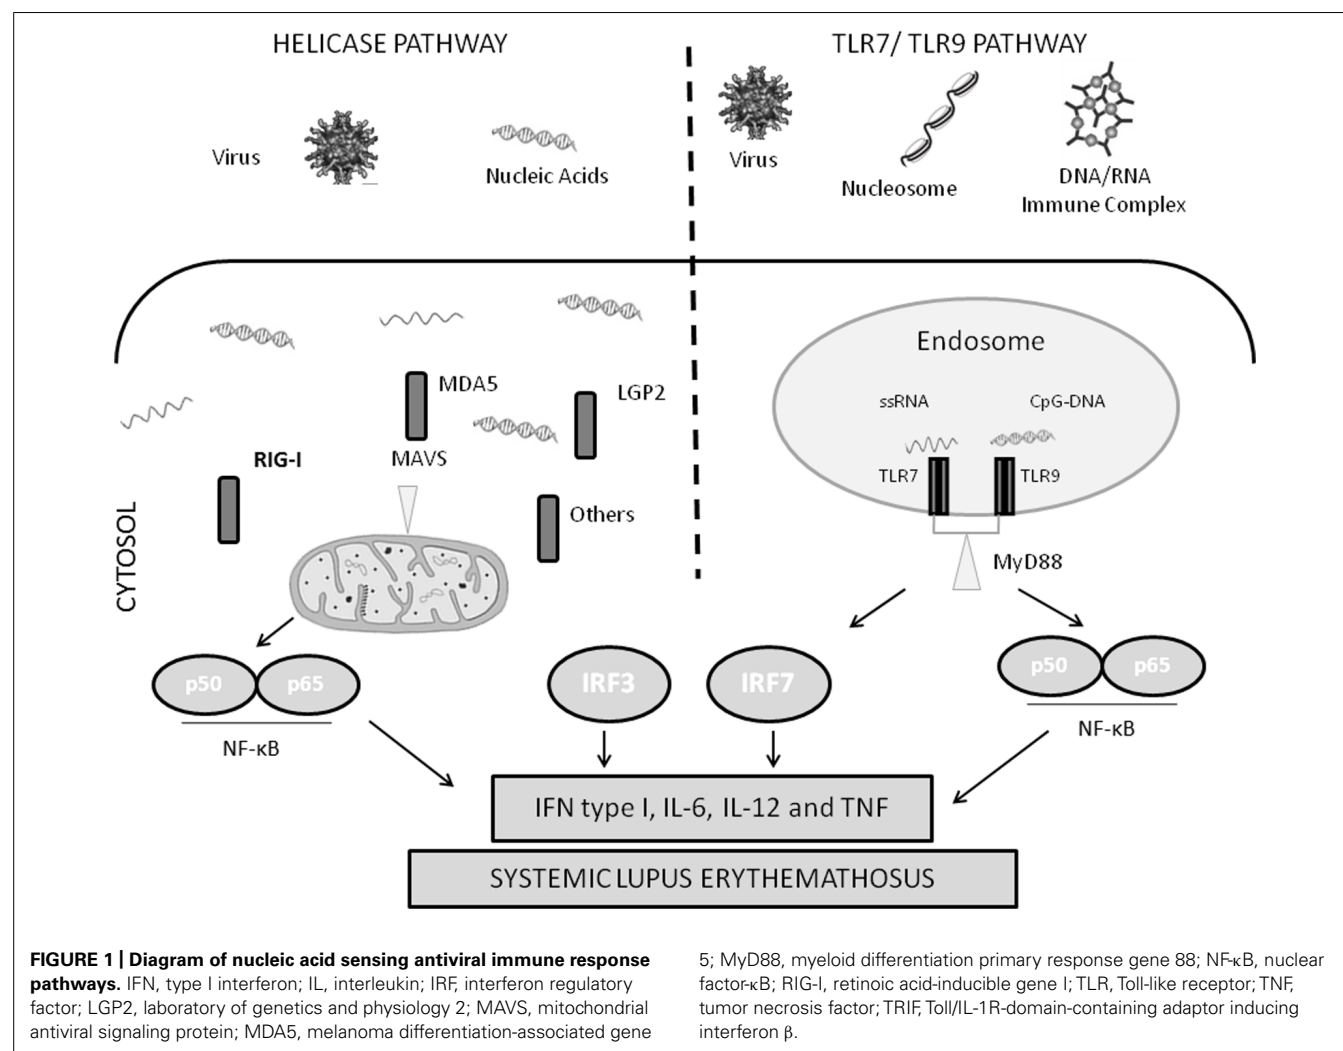 HELICASE PATHWAY
TLR7/ TLR9 PATHWAY
Virus
Nucleic Acids
Virus
Nucleosome
DNA/RNA
Immune Complex
CYTOSOL
MDA5
LGP2
RIG-I
MAVS
Others
Endosome
ssRNA
CpG-DNA
TLR7
TLR9
MyD88
p50
p65
NF-κB
IRF3
IRF7
p50
p65
NF-κB
IFN type I, IL-6, IL-12 and TNF
SYSTEMIC LUPUS ERYTHEMATHOSUS
FIGURE 1 | Diagram of nucleic acid sensing antiviral immune response
pathways. IFN, type I interferon; IL, interleukin; IRF, interferon regulatory
factor; LGP2, laboratory of genetics and physiology 2; MAVS, mitochondrial
antiviral signaling protein; MDA5, melanoma differentiation-associated gene
5; MyD88, myeloid differentiation primary response gene 88; NF-κB, nuclear
factor-κB; RIG-I, retinoic acid-inducible gene I; TLR, Toll-like receptor; TNF,
tumor necrosis factor; TRIF, Toll/IL-1R-domain-containing adaptor inducing
interferon β.